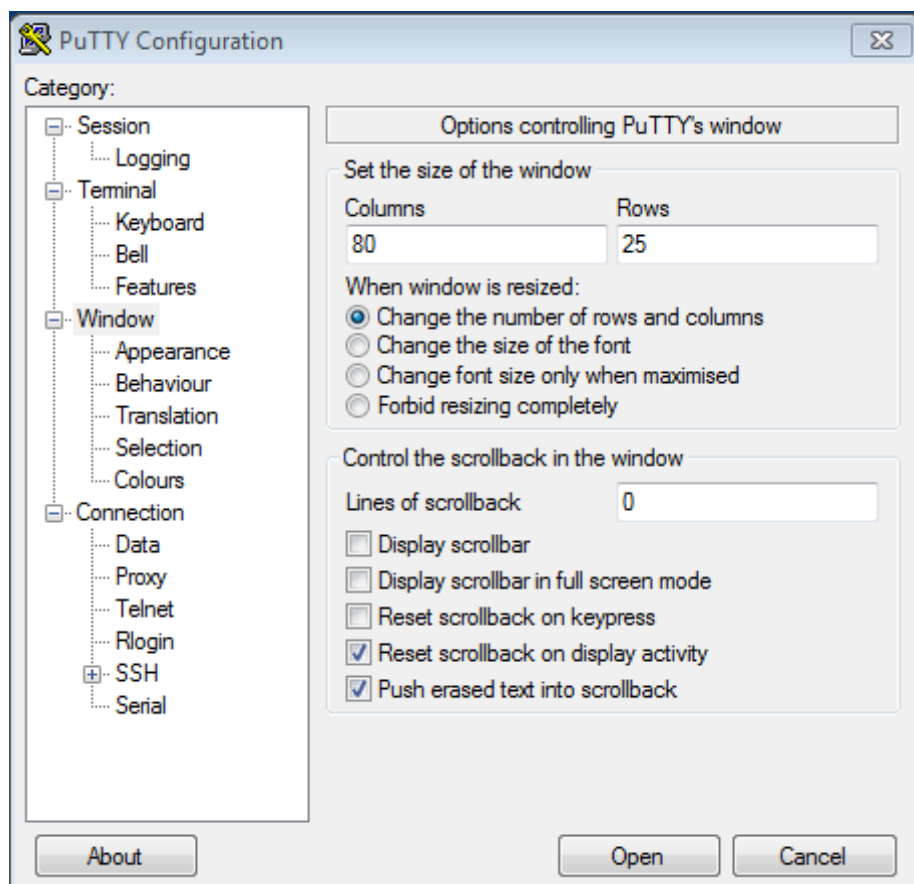 PuTTY Configuration
Category:
Session
Logging
Terminal
Keyboard
Bell
Features
Window
Appearance
Behaviour
Translation
Selection
Colours
Connection
Data
Proxy
Telnet
Rlogin
SSH
Serial
Options controlling PuTTY's window
Set the size of the window
Columns Rows
80 25
When window is resized:
Change the number of rows and columns
Change the size of the font
Change font size only when maximised
Forbid resizing completely
Control the scrollback in the window
Lines of scrollback 0
Display scrollbar
Display scrollbar in full screen mode
Reset scrollback on keypress
Reset scrollback on display activity
Push erased text into scrollback
About Open Cancel